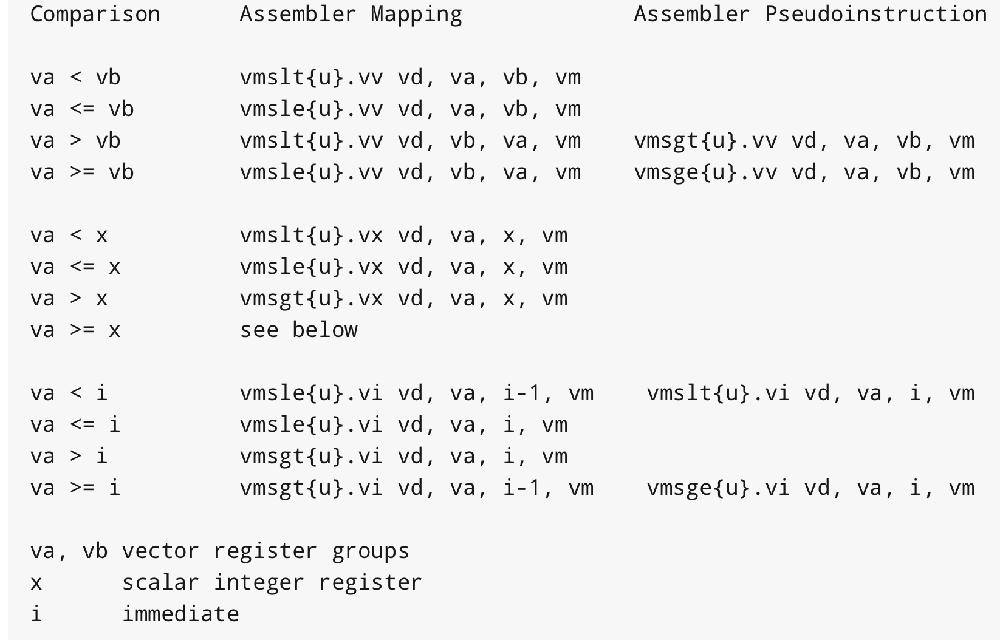 Comparison      Assembler Mapping             Assembler Pseudoinstruction

va < vb         vmslt{u}.vv vd, va, vb, vm
va <= vb        vmsle{u}.vv vd, va, vb, vm
va > vb         vmslt{u}.vv vd, vb, va, vm    vmsgt{u}.vv vd, va, vb, vm
va >= vb        vmsle{u}.vv vd, vb, va, vm    vmsge{u}.vv vd, va, vb, vm

va < x          vmslt{u}.vx vd, va, x, vm
va <= x         vmsle{u}.vx vd, va, x, vm
va > x          vmsgt{u}.vx vd, va, x, vm
va >= x         see below

va < i          vmsle{u}.vi vd, va, i-1, vm    vmslt{u}.vi vd, va, i, vm
va <= i         vmsle{u}.vi vd, va, i, vm
va > i          vmsgt{u}.vi vd, va, i, vm
va >= i         vmsgt{u}.vi vd, va, i-1, vm    vmsge{u}.vi vd, va, i, vm

va, vb vector register groups
x      scalar integer register
i      immediate